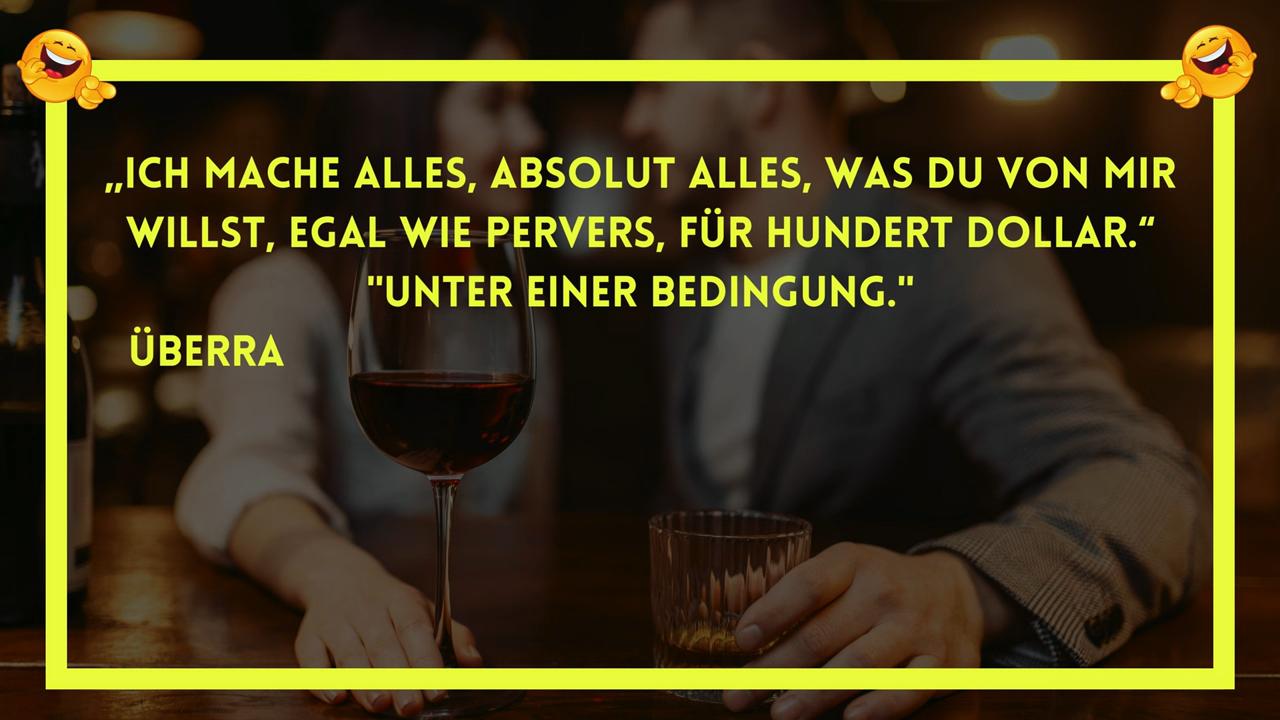 „ICH MACHE ALLES, ABSOLUT ALLES, WAS DU VON MIR
WILLST, EGAL WIE PERVERS, FÜR HUNDERT DOLLAR.“
"UNTER EINER BEDINGUNG."
ÜBERRA